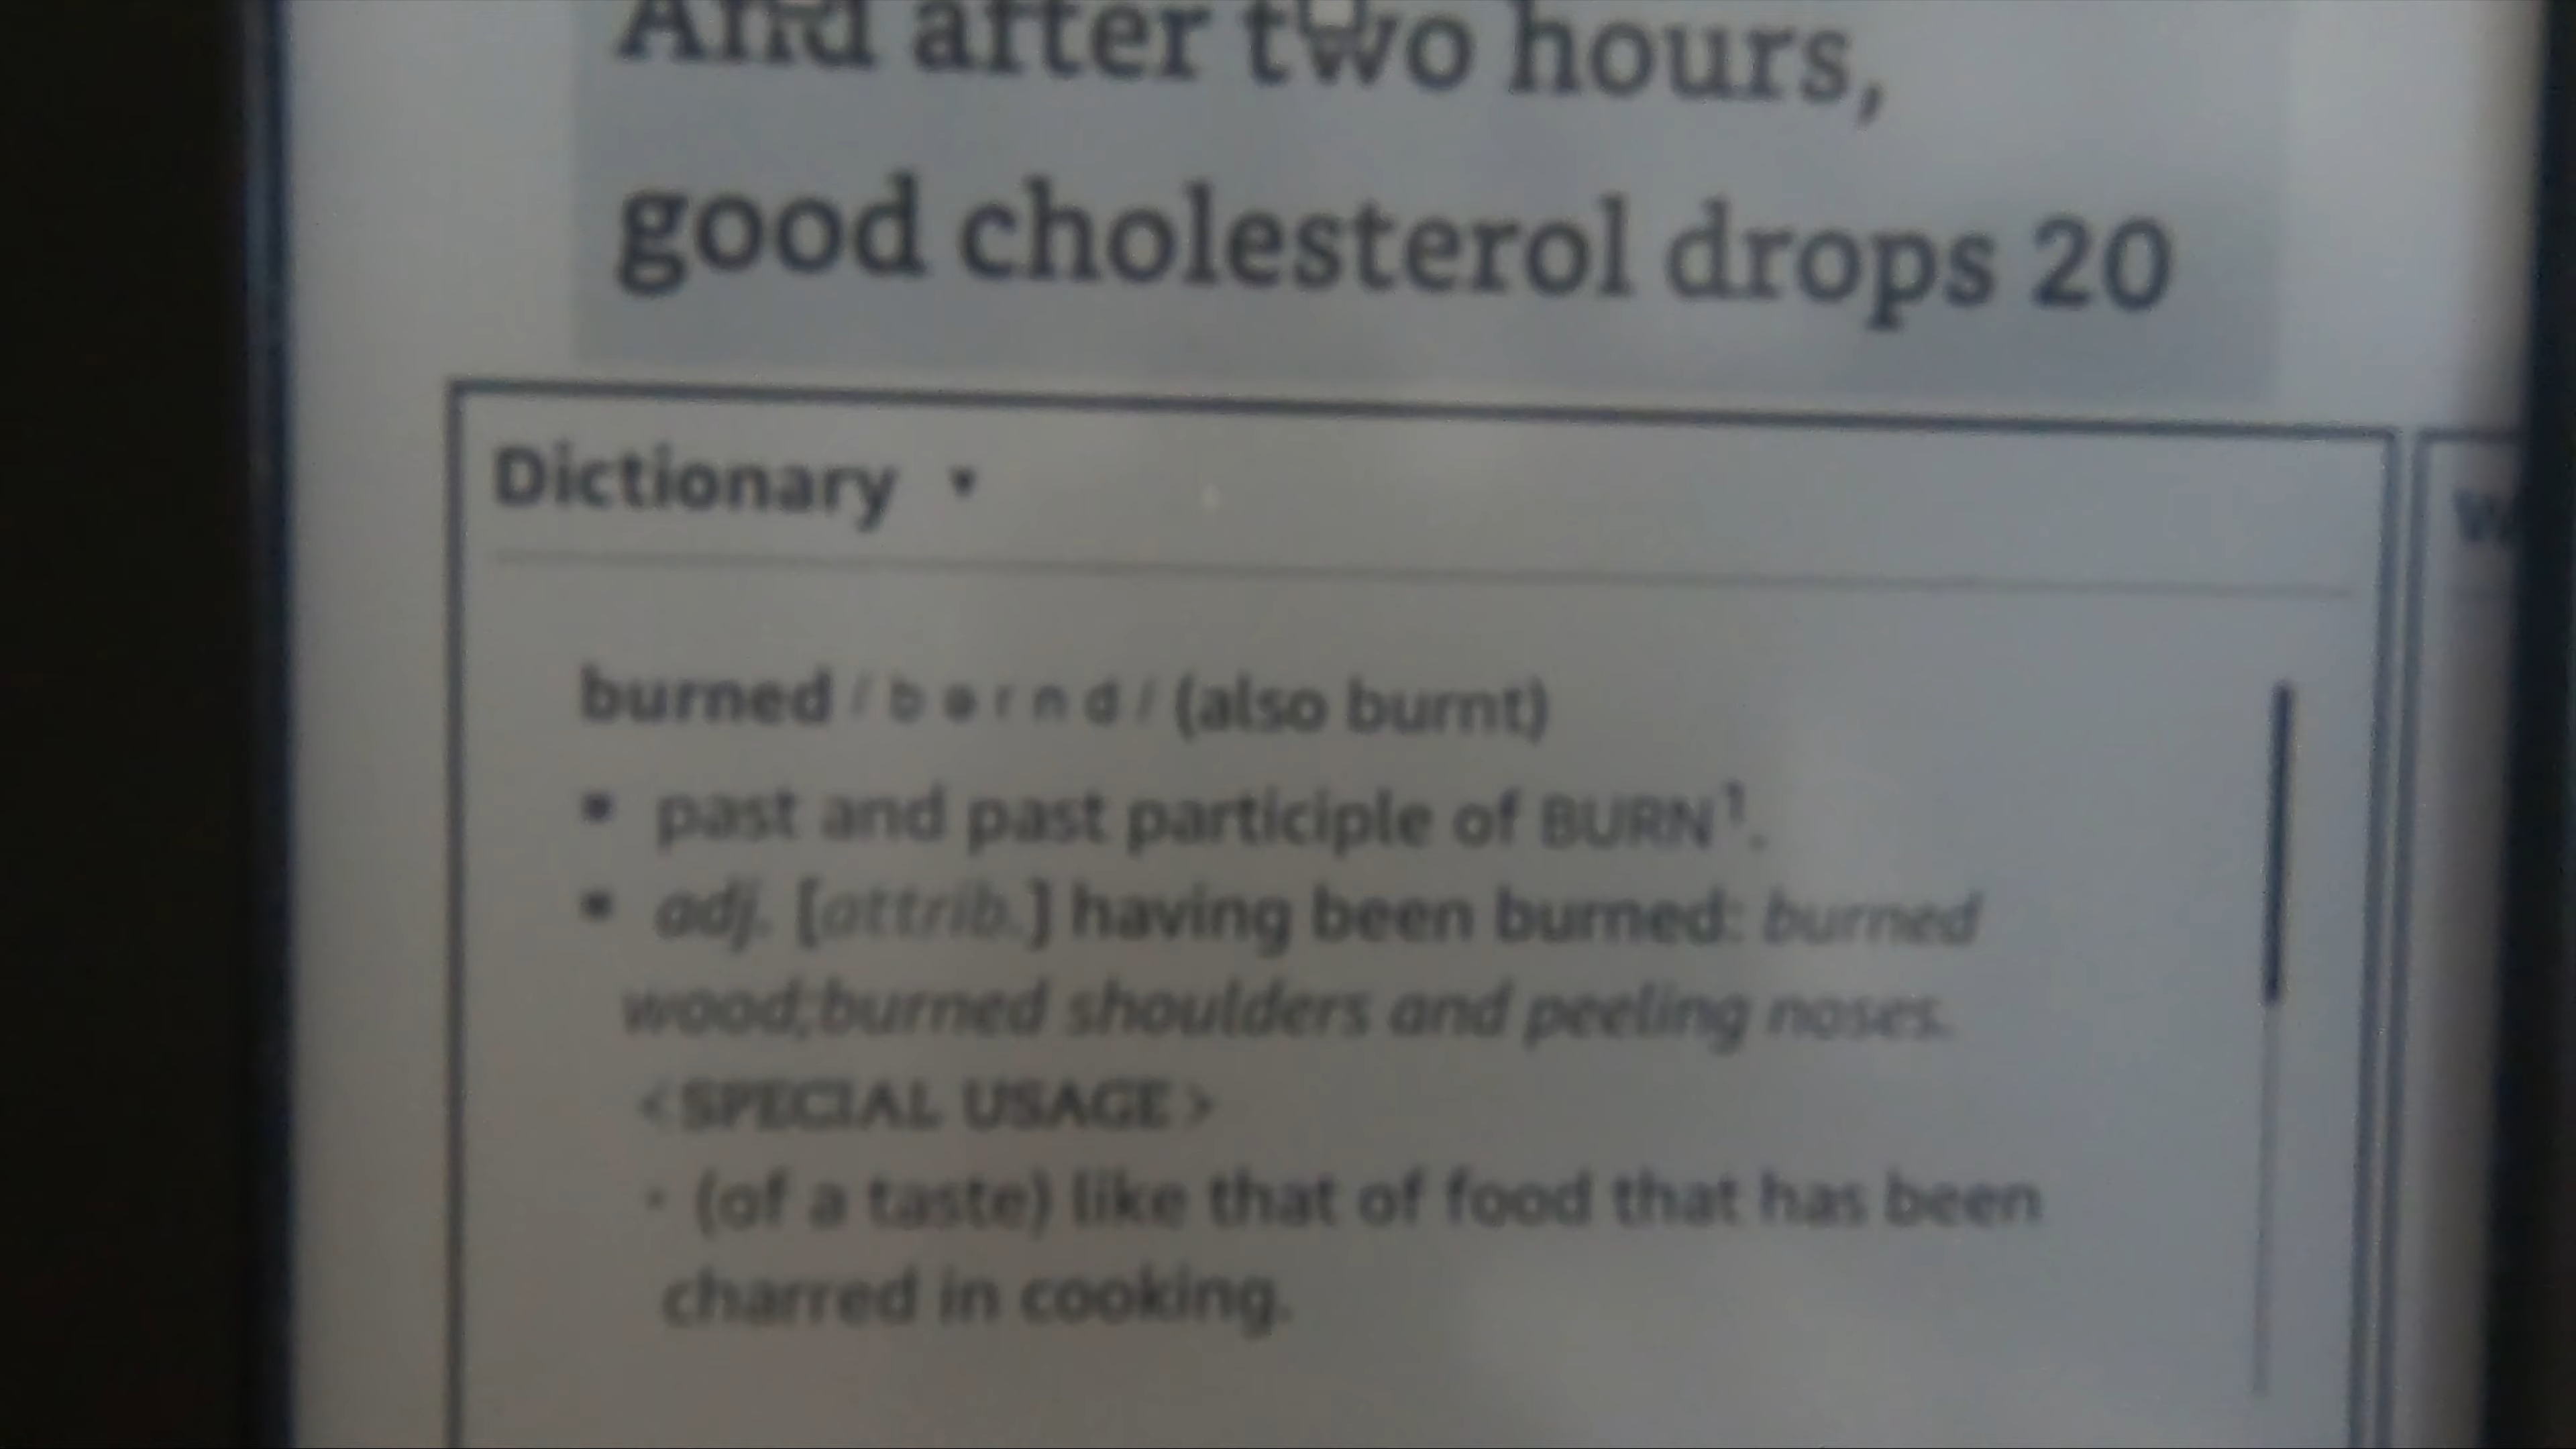 And after two hours,
good cholesterol drops 20
Dictionary ▾
burned / b ə r n d / (also burnt)
▪ past and past participle of BURN¹.
▪ adj. [attrib.] having been burned: burned
wood;burned shoulders and peeling noses.
<SPECIAL USAGE>
· (of a taste) like that of food that has been
charred in cooking.